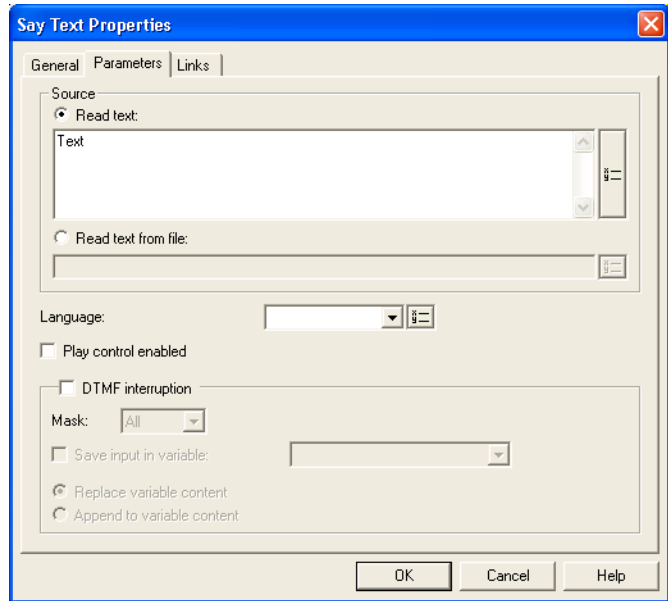 Say Text Properties
General Parameters Links
Source
Read text:
Text
x
y
Read text from file:
x
y
Language:
x
y
Play control enabled
DTMF interruption
Mask: All
Save input in variable:
Replace variable content
Append to variable content
OK Cancel Help